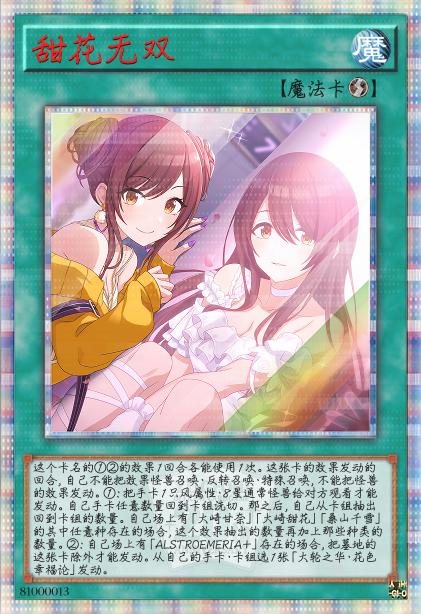 甜花无双
魔
【魔法卡】
这个卡名的①②的效果1回合各能使用1次。这张卡的效果发动的
回合，自己不能把效果怪兽召唤·反转召唤·特殊召唤，不能把怪兽
的效果发动。①：把手卡1只风属性·8星通常怪兽给对方观看才能
发动。自己手卡任意数量回到卡组洗切。那之后，自己从卡组抽出
回到卡组的数量。自己场上有「大崎甘奈」「大崎甜花」「桑山千雪」
的其中任意种存在的场合，这个效果抽出的数量再加上那些种类的
数量。②：自己场上有「ALSTROEMERIA+」存在的场合，把墓地的
这张卡除外才能发动。从自己的手卡·卡组选1张「大轮之华·花色
幸福论」发动。
81000013